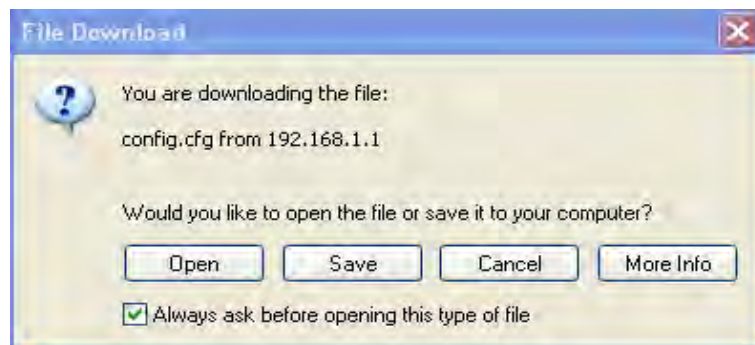 File Download
You are downloading the file:
config.cfg from 192.168.1.1
Would you like to open the file or save it to your computer?
Open Save Cancel More Info
Always ask before opening this type of file